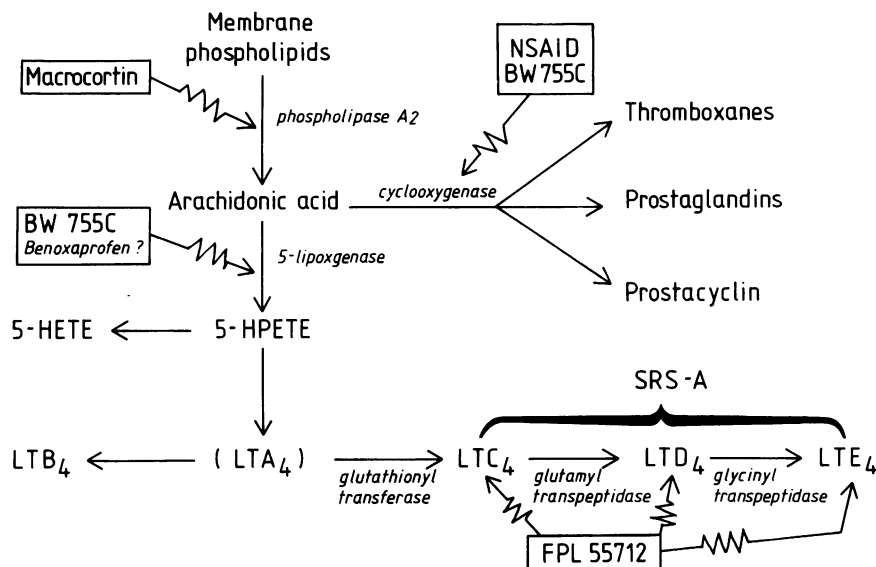 Membrane
phospholipids
NSAID
BW 755C
Macrocortin
phospholipase A2
Thromboxanes
Arachidonic acid
cyclooxygenase
Prostaglandins
BW 755C
Benoxaprofen ?
5-lipoxgenase
Prostacyclin
5-HETE
5-HPETE
SRS-A
LTB4
(LTA4)
glutathionyl
transferase
LTC4
glutamyl
transpeptidase
LTD4
glycinyl
transpeptidase
LTE4
FPL 55712